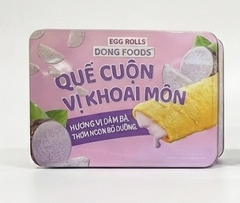 EGG ROLLS
DONG FOODS
QUẾ CUỘN
VỊ KHOAI MÔN
HƯƠNG VỊ ĐẬM ĐÀ,
THƠM NGON BỔ DƯỠNG